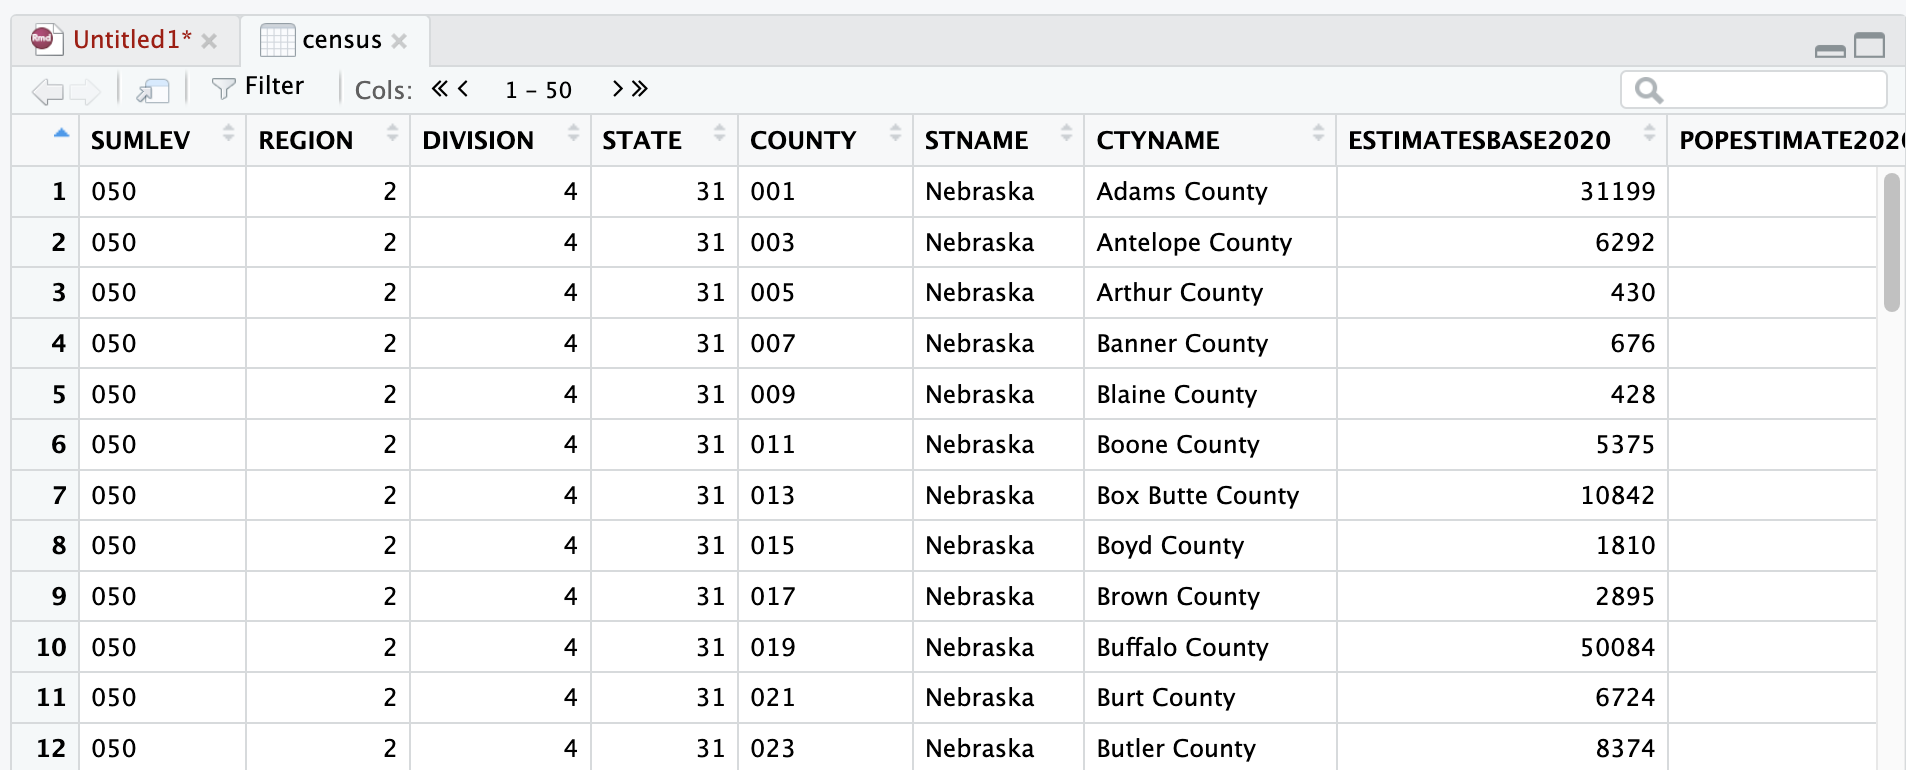 Rmd Untitled1* census
Filter Cols: 1 - 50
SUMLEV REGION DIVISION STATE COUNTY STNAME CTYNAME ESTIMATESBASE2020 POPESTIMATE2020
1 050 2 4 31 001 Nebraska Adams County 31199
2 050 2 4 31 003 Nebraska Antelope County 6292
3 050 2 4 31 005 Nebraska Arthur County 430
4 050 2 4 31 007 Nebraska Banner County 676
5 050 2 4 31 009 Nebraska Blaine County 428
6 050 2 4 31 011 Nebraska Boone County 5375
7 050 2 4 31 013 Nebraska Box Butte County 10842
8 050 2 4 31 015 Nebraska Boyd County 1810
9 050 2 4 31 017 Nebraska Brown County 2895
10 050 2 4 31 019 Nebraska Buffalo County 50084
11 050 2 4 31 021 Nebraska Burt County 6724
12 050 2 4 31 023 Nebraska Butler County 8374